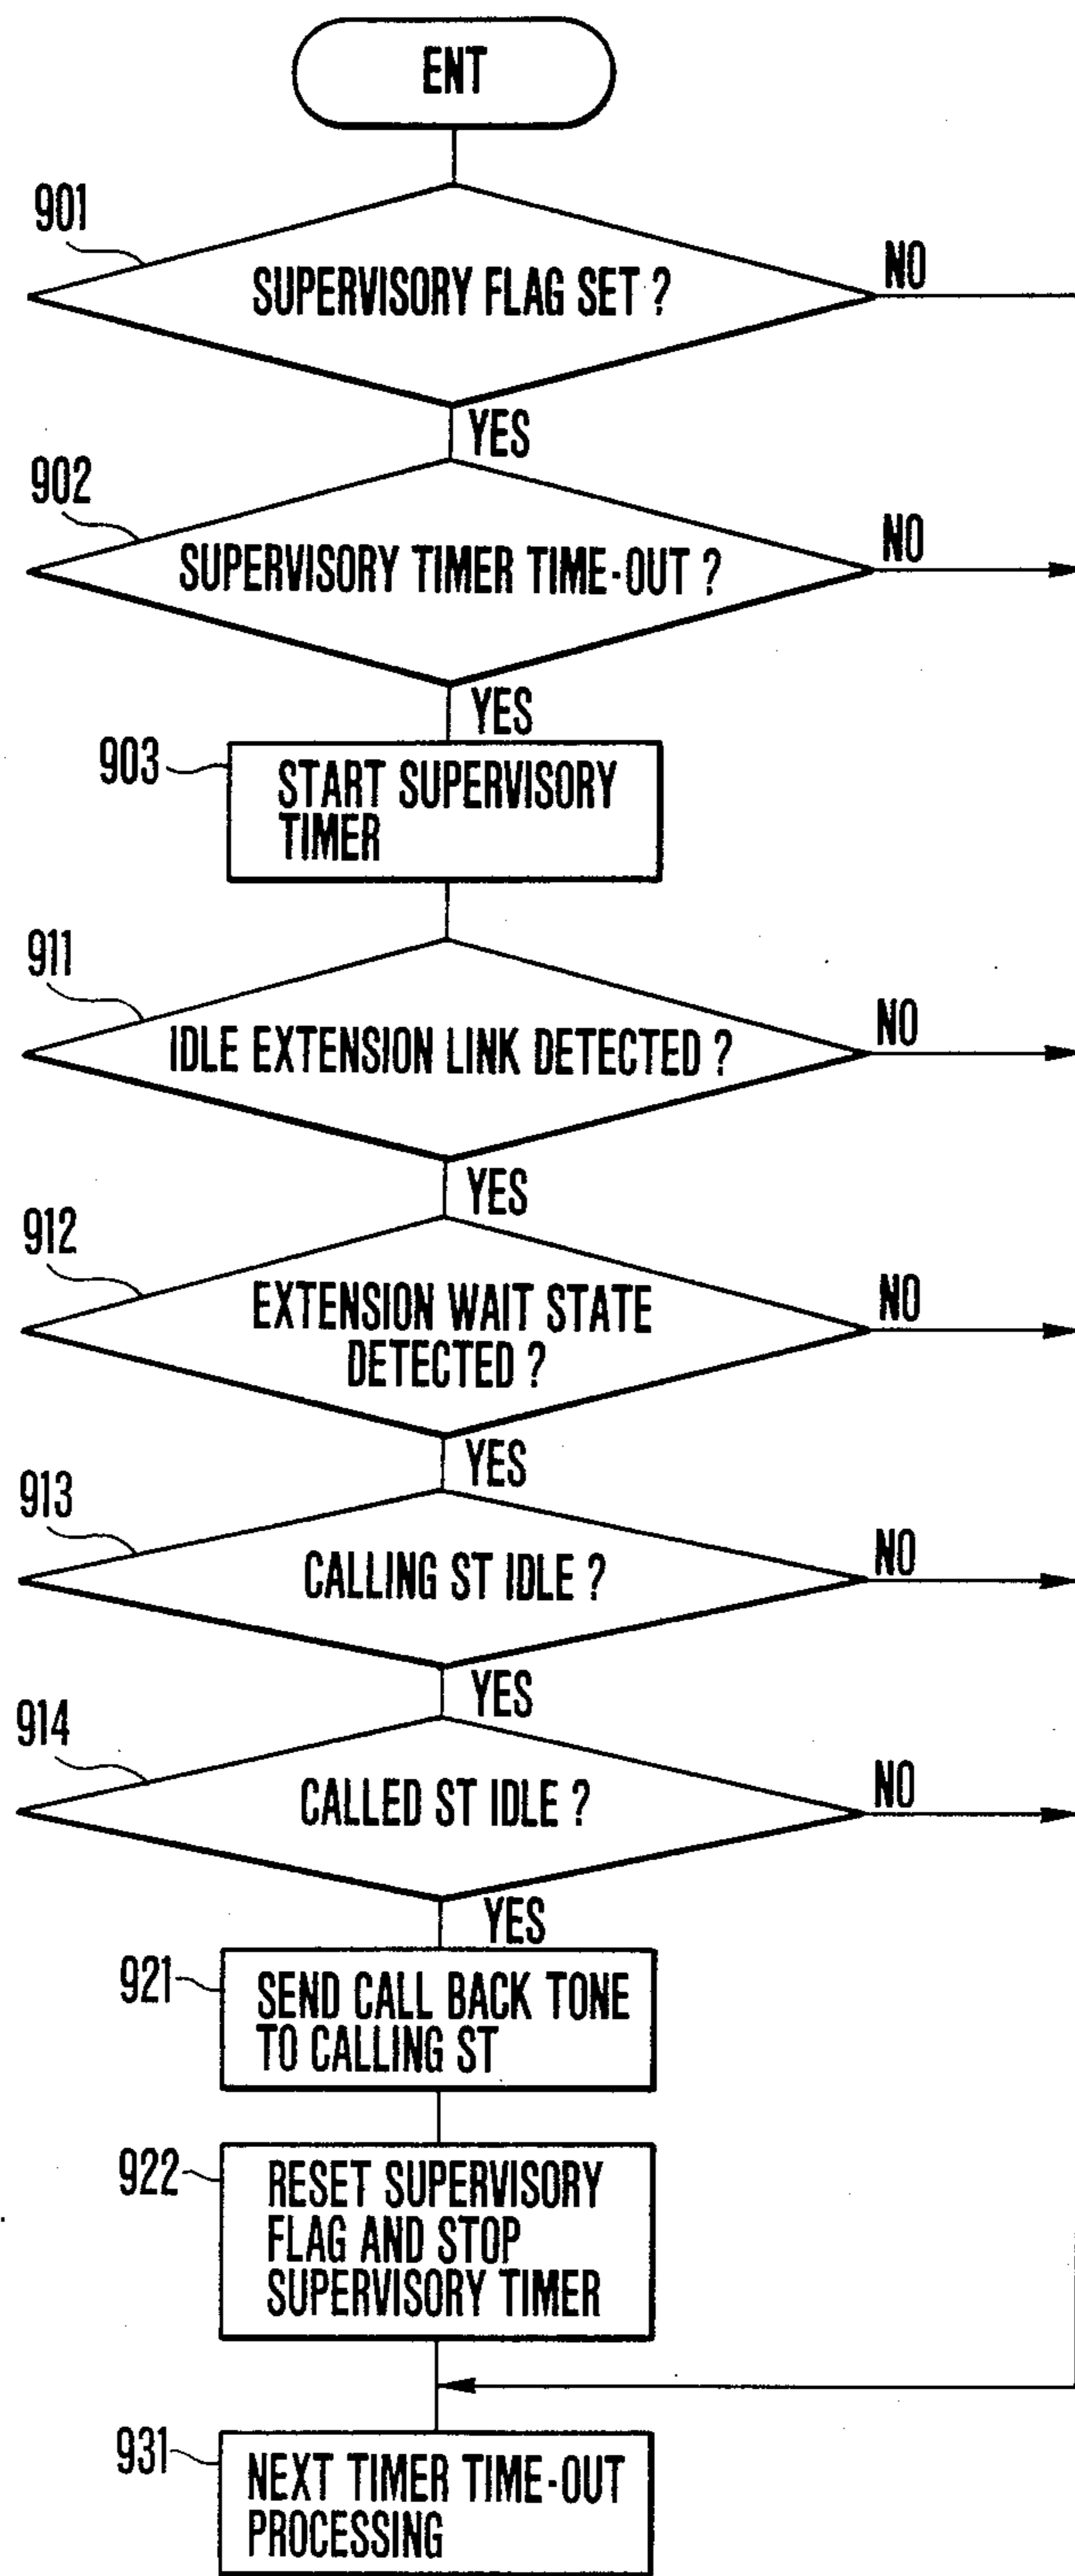 ENT
901
SUPERVISORY FLAG SET ?
NO
YES
902
SUPERVISORY TIMER TIME-OUT ?
NO
YES
903
START SUPERVISORY
TIMER
911
IDLE EXTENSION LINK DETECTED ?
NO
YES
912
EXTENSION WAIT STATE
DETECTED ?
NO
YES
913
CALLING ST IDLE ?
NO
YES
914
CALLED ST IDLE ?
NO
YES
921
SEND CALL BACK TONE
TO CALLING ST
922
RESET SUPERVISORY
FLAG AND STOP
SUPERVISORY TIMER
931
NEXT TIMER TIME-OUT
PROCESSING